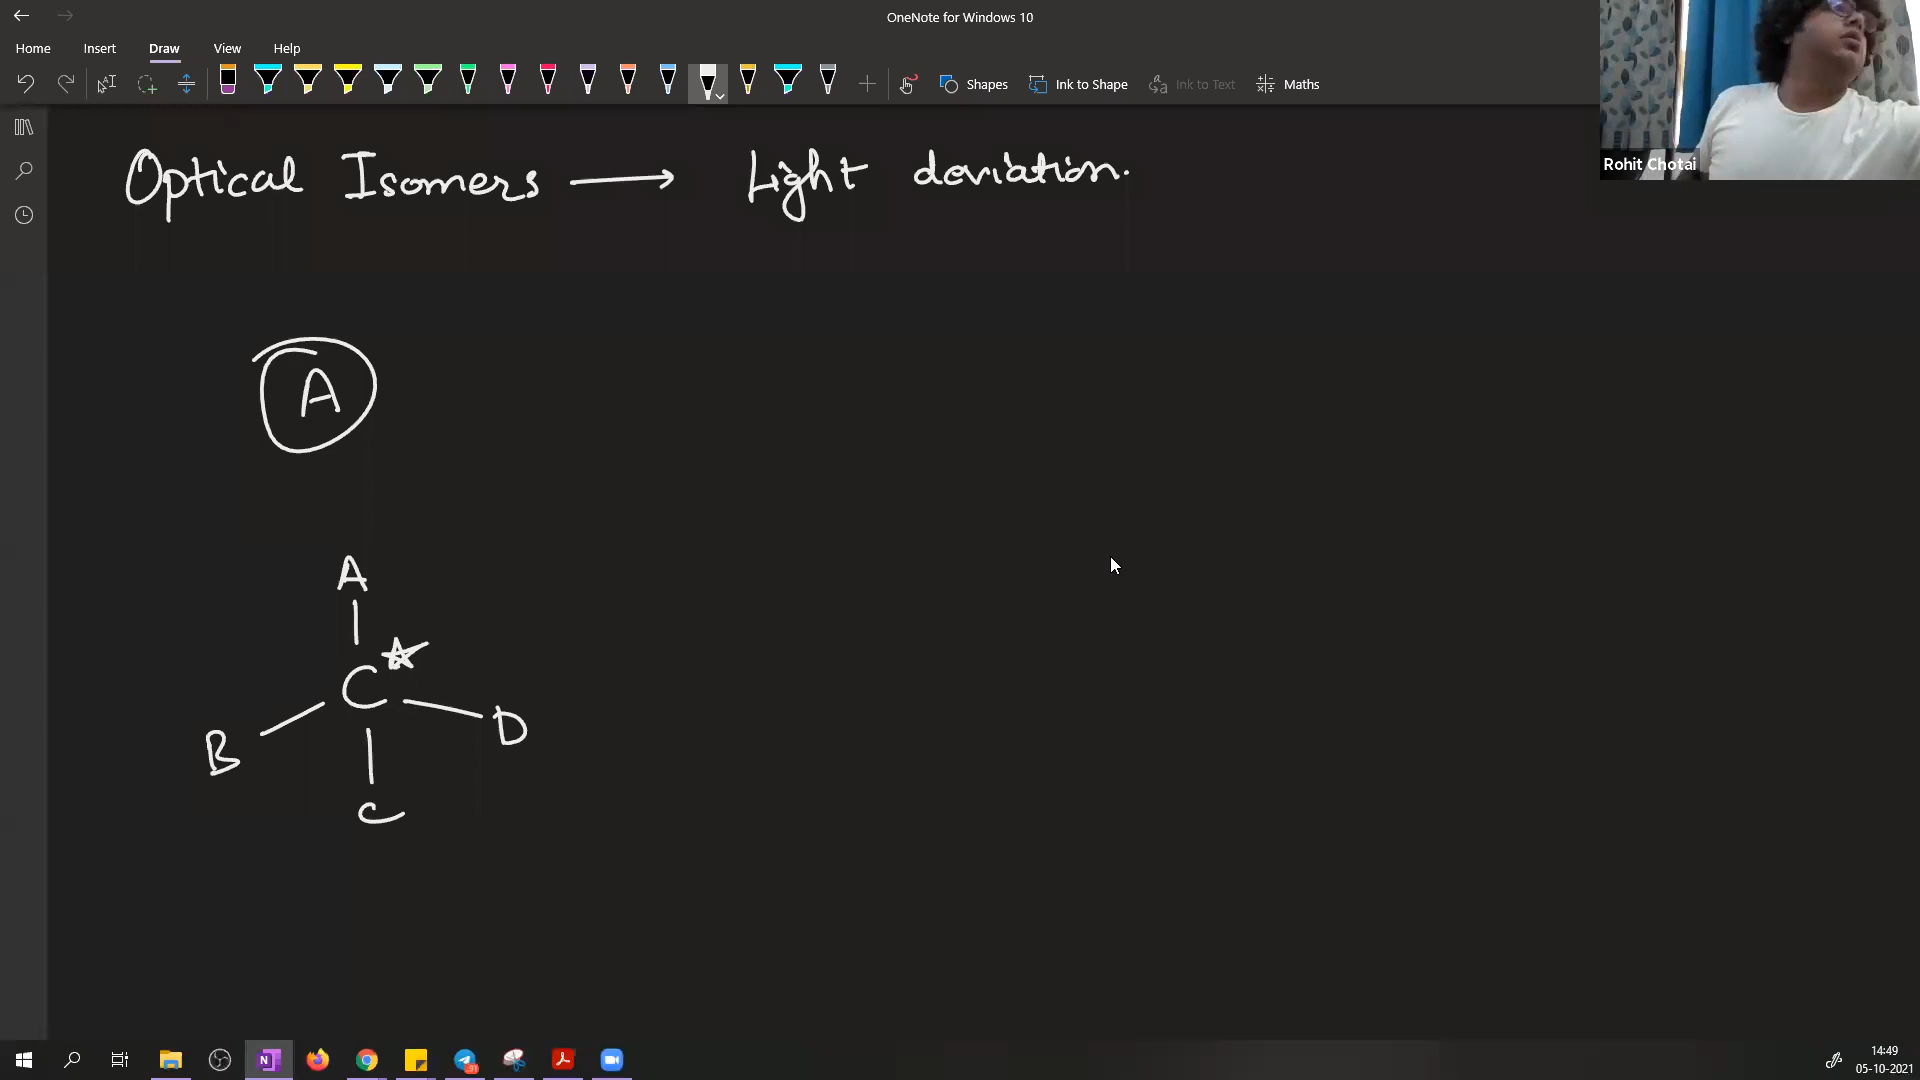 OneNote for Windows 10
Home Insert Draw View Help
Shapes Ink to Shape Ink to Text Maths
Rohit Chotai
Optical Isomers → Light deviation.
A
A
C
B D
C
14:49
05-10-2021